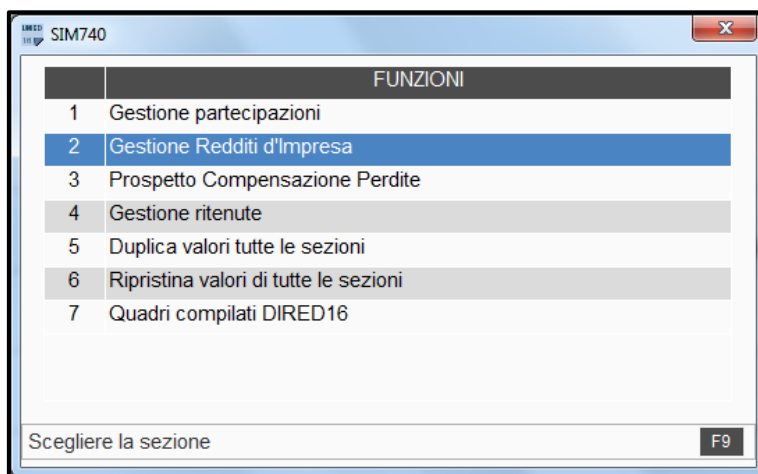 SIM740
FUNZIONI
1 Gestione partecipazioni
2 Gestione Redditi d'Impresa
3 Prospetto Compensazione Perdite
4 Gestione ritenute
5 Duplica valori tutte le sezioni
6 Ripristina valori di tutte le sezioni
7 Quadri compilati DIRED16
Scegliere la sezione F9